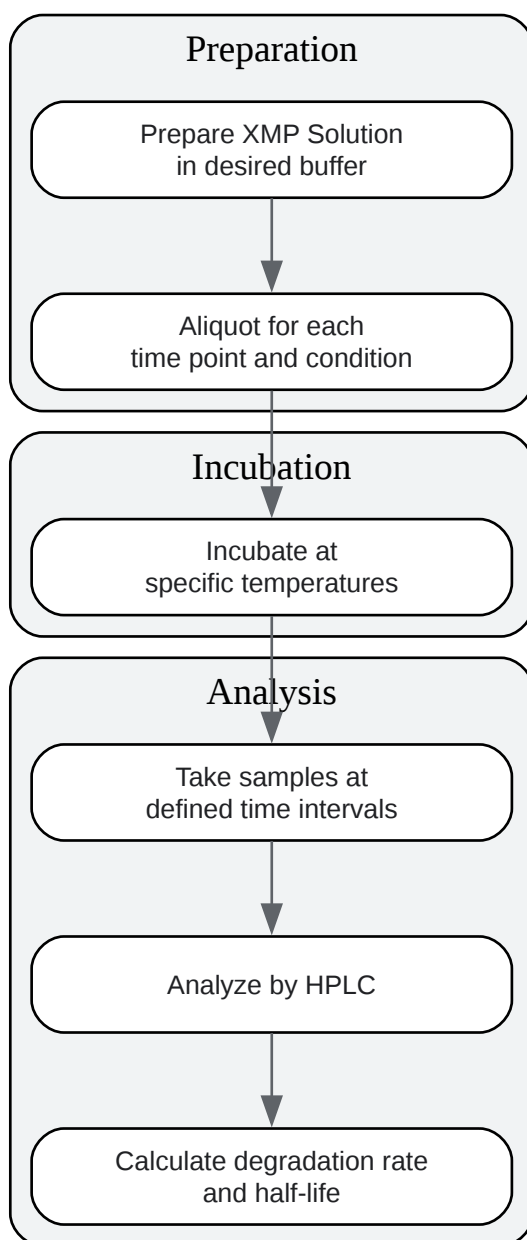 Preparation
Prepare XMP Solution
in desired buffer
Aliquot for each
time point and condition
Incubation
Incubate at
specific temperatures
Analysis
Take samples at
defined time intervals
Analyze by HPLC
Calculate degradation rate
and half-life